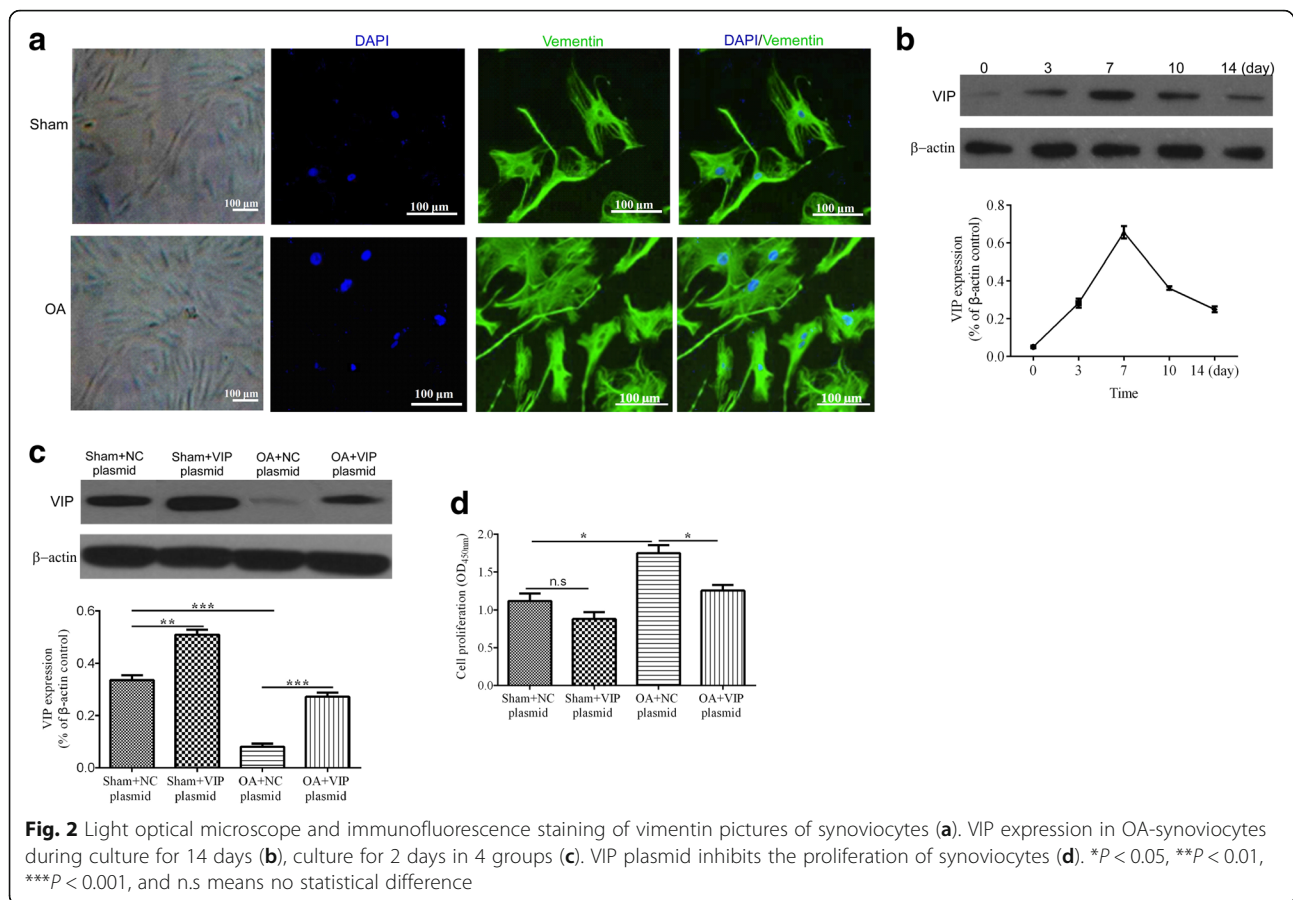 a
DAPI
Vementin
DAPI/Vementin
Sham
100 μm
100 μm
100 μm
100 μm
OA
100 μm
100 μm
100 μm
100 μm
b
0 3 7 10 14 (day)
VIP
β−actin
VIP expression
(% of β-actin control)
0.8
0.6
0.4
0.2
0.0
0 3 7 10 14 (day)
Time
c
Sham+NC plasmid
Sham+VIP plasmid
OA+NC plasmid
OA+VIP plasmid
VIP
β−actin
VIP expression
(% of β-actin control)
0.6
0.4
0.2
0.0
***
**
***
Sham+NC plasmid
Sham+VIP plasmid
OA+NC plasmid
OA+VIP plasmid
d
Cell proliferation (OD450nm)
2.0
1.5
1.0
0.5
0.0
*
*
n.s
Sham+NC plasmid
Sham+VIP plasmid
OA+NC plasmid
OA+VIP plasmid
Fig. 2 Light optical microscope and immunofluorescence staining of vimentin pictures of synoviocytes (a). VIP expression in OA-synoviocytes
during culture for 14 days (b), culture for 2 days in 4 groups (c). VIP plasmid inhibits the proliferation of synoviocytes (d). *P < 0.05, **P < 0.01,
***P < 0.001, and n.s means no statistical difference